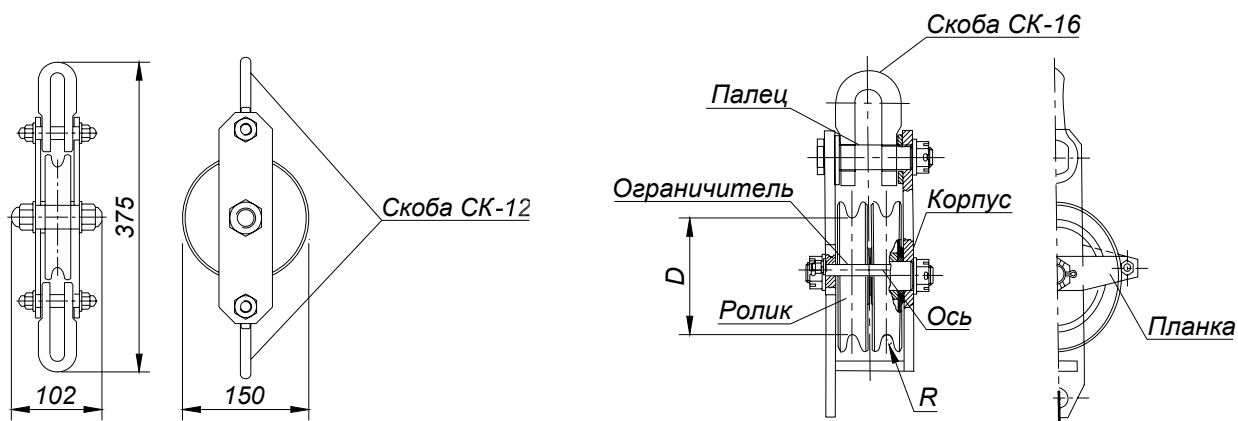 Скоба СК-16
Палец
Ограничитель
Корпус
375
Скоба СК-12
D
Ролик
Ось
Планка
102
150
R